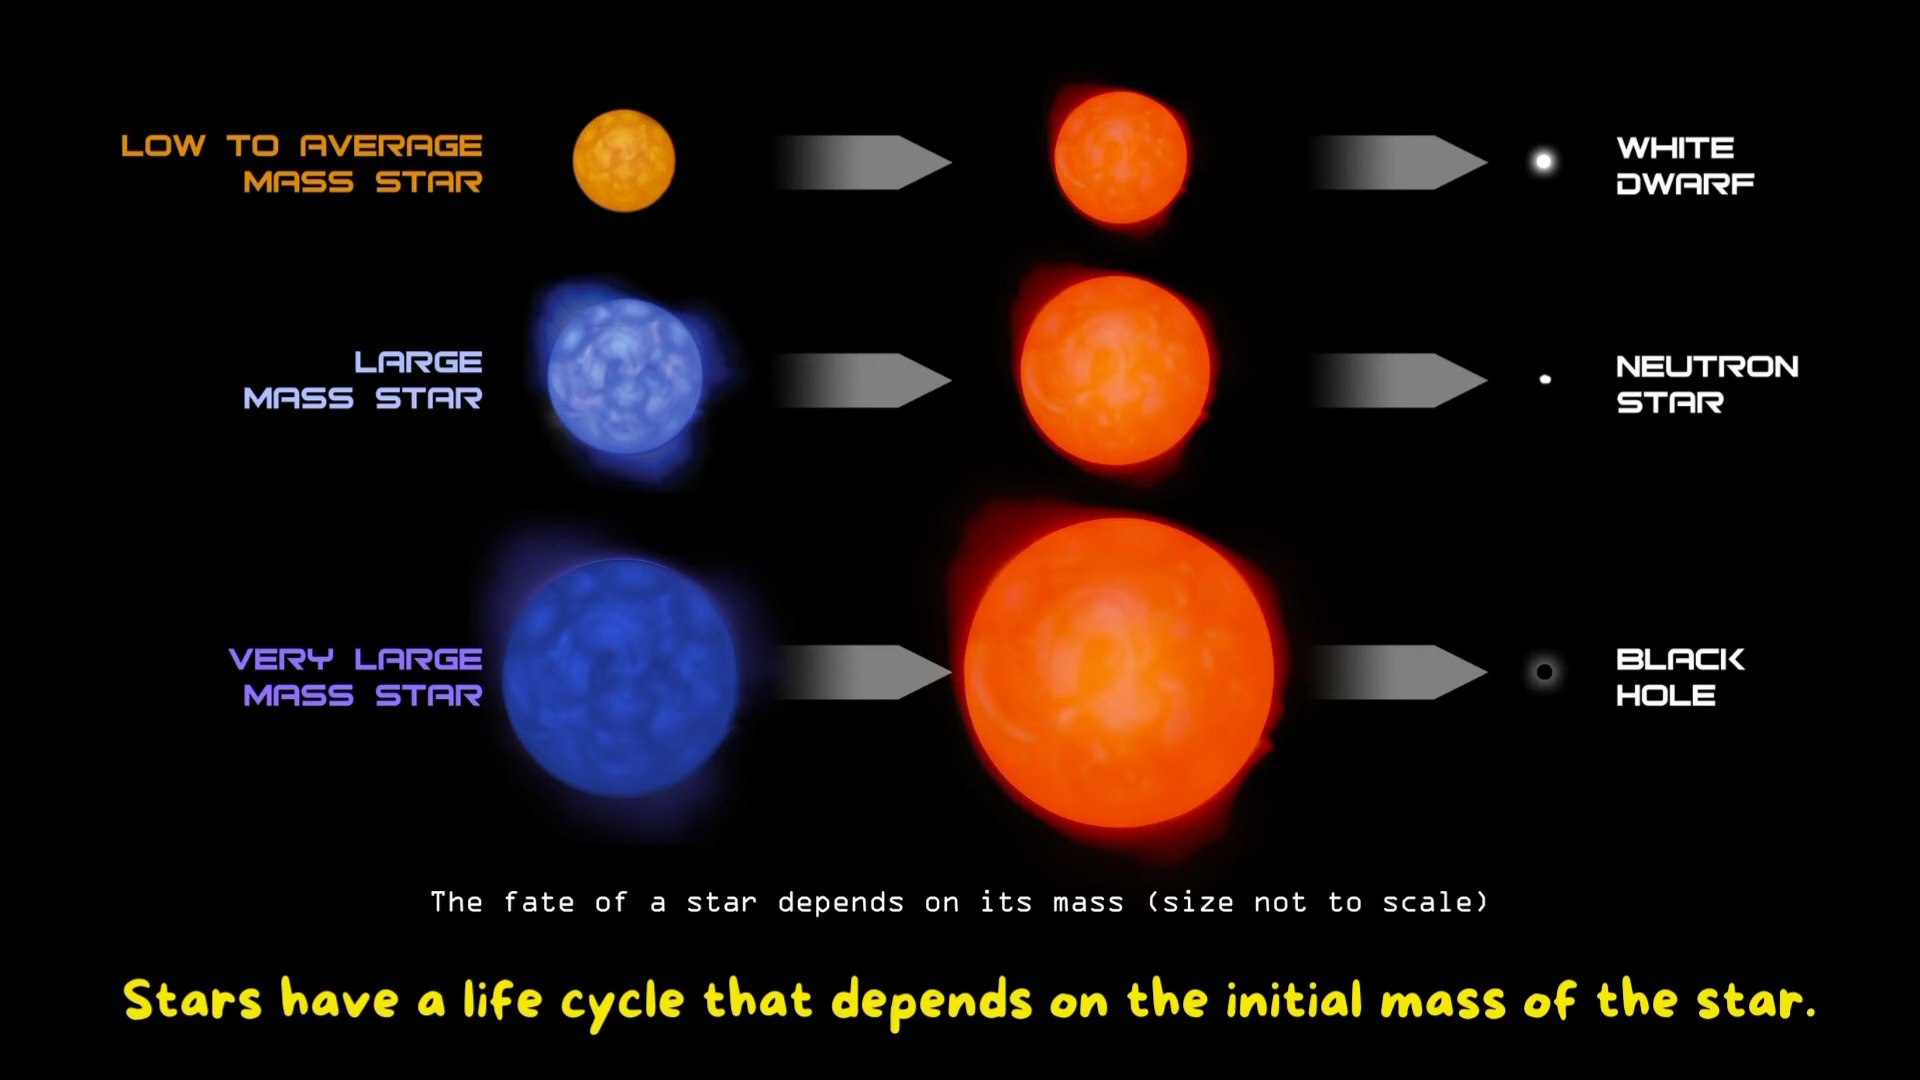 LOW TO AVERAGE
MASS STAR
WHITE
DWARF
LARGE
MASS STAR
NEUTRON
STAR
VERY LARGE
MASS STAR
BLACK
HOLE
The fate of a star depends on its mass (size not to scale)
Stars have a life cycle that depends on the initial mass of the star.